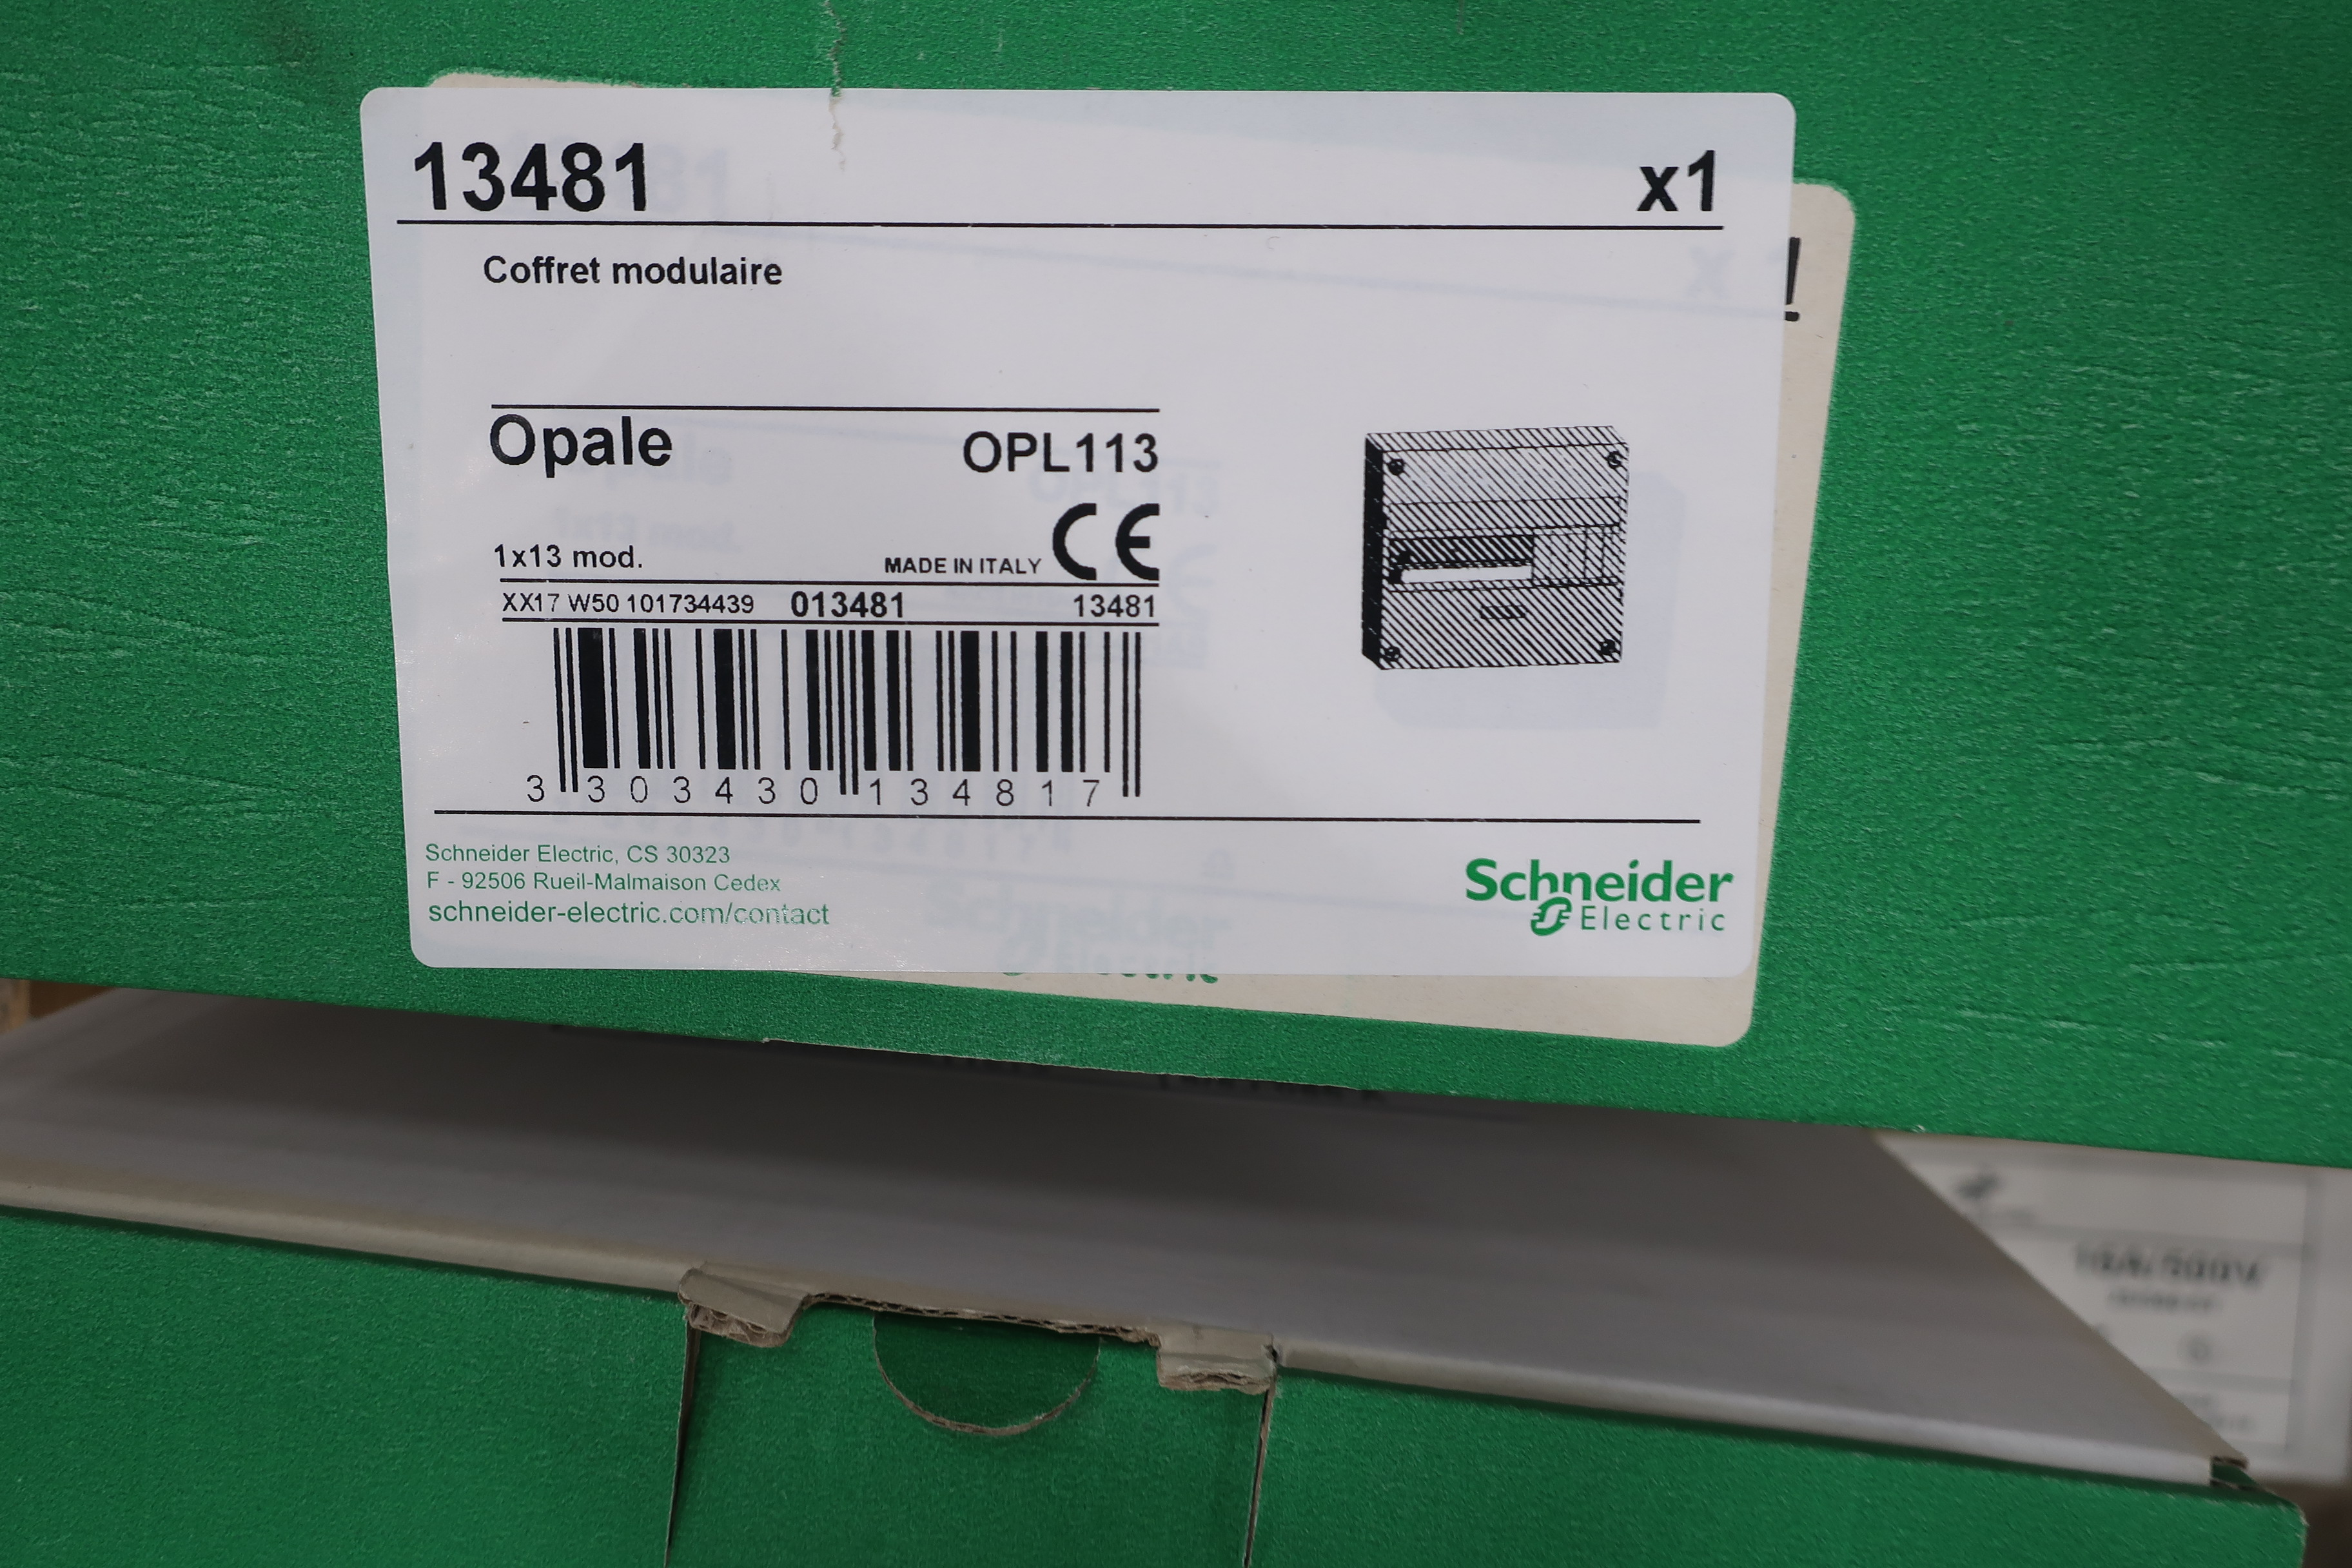 13481 x1
Coffret modulaire
Opale OPL113
1x13 mod. MADE IN ITALY CE
XX17 W50 101734439 013481 13481
3 303430 134817
Schneider Electric, CS 30323
F - 92506 Rueil-Malmaison Cedex
schneider-electric.com/contact
Schneider
Electric